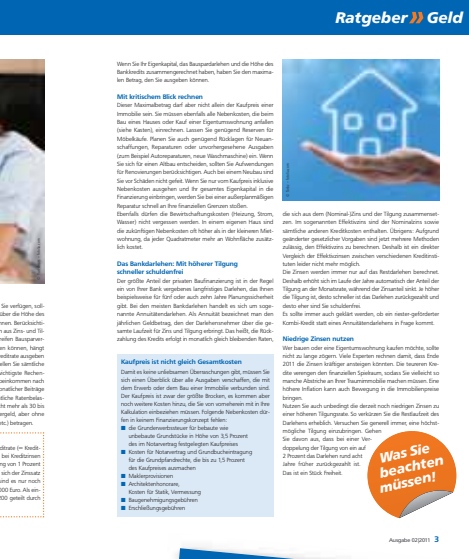 Ratgeber » Geld
Wenn Sie Ihr Eigenkapital, das Bauspardarlehen und die Höhe des
Bankkredits zusammengerechnet haben, haben Sie den maxima-
len Betrag, den Sie ausgeben können.
Mit kritischem Blick rechnen
Dieser Maximalbetrag darf aber nicht allein der Kaufpreis einer
Immobilie sein. Sie müssen ebenfalls alle Nebenkosten, die beim
Bau eines Hauses oder Kauf einer Eigentumswohnung anfallen
(siehe Kasten), einrechnen. Lassen Sie genügend Reserven für
Möbelkäufe. Planen Sie auch genügend Rücklagen für Neuan-
schaffungen, Reparaturen oder unvorhergesehene Ausgaben
(zum Beispiel Autoreparaturen, neue Waschmaschine) ein. Wenn
Sie sich für einen Altbau entscheiden, sollten Sie Aufwendungen
für Renovierungen berücksichtigen. Auch bei einem Neubau sind
Sie vor Schäden nicht gefeit. Wenn Sie nur vom Kaufpreis inklusive
Nebenkosten ausgehen und Ihr gesamtes Eigenkapital in die
Finanzierung einbringen, werden Sie bei einer außerplanmäßigen
Reparatur schnell an Ihre finanziellen Grenzen stoßen.
Ebenfalls dürfen die Bewirtschaftungskosten (Heizung, Strom,
Wasser) nicht vergessen werden. In einem eigenen Haus sind
die zukünftigen Nebenkosten oft höher als in der kleineren Miet-
wohnung, da jeder Quadratmeter mehr an Wohnfläche zusätz-
lich kostet.
Das Bankdarlehen: Mit höherer Tilgung
schneller schuldenfrei
Der größte Anteil der privaten Baufinanzierung ist in der Regel
ein von Ihrer Bank vergebenes langfristiges Darlehen, das Ihnen
beispielsweise für fünf oder auch zehn Jahre Planungssicherheit
gibt. Bei den meisten Bankdarlehen handelt es sich um soge-
nannte Annuitätendarlehen. Als Annuität bezeichnet man den
jährlichen Geldbetrag, den der Darlehensnehmer über die ge-
samte Laufzeit für Zins und Tilgung erbringt. Das heißt, die Rück-
zahlung des Kredits erfolgt in monatlich gleich bleibenden Raten,
Kaufpreis ist nicht gleich Gesamtkosten
Damit es keine unliebsamen Überraschungen gibt, müssen Sie
sich einen Überblick über alle Ausgaben verschaffen, die mit
dem Erwerb oder dem Bau einer Immobilie verbunden sind.
Der Kaufpreis ist zwar der größte Brocken, es kommen aber
noch weitere Kosten hinzu, die Sie von vorneherein mit in Ihre
Kalkulation einbeziehen müssen. Folgende Nebenkosten dür-
fen in keinem Finanzierungskonzept fehlen:
■ die Grunderwerbssteuer für bebaute wie
unbebaute Grundstücke in Höhe von 3,5 Prozent
des im Notarvertrag festgelegten Kaufpreises
■ Kosten für Notarvertrag und Grundbucheintragung
für die Grundpfandrechte, die bis zu 1,5 Prozent
des Kaufpreises ausmachen
■ Maklerprovisionen
■ Architektenhonorare,
Kosten für Statik, Vermessung
■ Baugenehmigungsgebühren
■ Erschließungsgebühren
die sich aus dem (Nominal-)Zins und der Tilgung zusammenset-
zen. Im sogenannten Effektivzins sind der Nominalzins sowie
sämtliche anderen Kreditkosten enthalten. Übrigens: Aufgrund
geänderter gesetzlicher Vorgaben sind jetzt mehrere Methoden
zulässig, den Effektivzins zu berechnen. Deshalb ist ein direkter
Vergleich der Effektivzinsen zwischen verschiedenen Kreditinsti-
tuten leider nicht mehr möglich.
Die Zinsen werden immer nur auf das Restdarlehen berechnet.
Deshalb erhöht sich im Laufe der Jahre automatisch der Anteil der
Tilgung an der Monatsrate, während der Zinsanteil sinkt. Je höher
die Tilgung ist, desto schneller ist das Darlehen zurückgezahlt und
desto eher sind Sie schuldenfrei.
Es sollte immer auch geklärt werden, ob ein riester-geförderter
Kombi-Kredit statt eines Annuitätendarlehens in Frage kommt.
Niedrige Zinsen nutzen
Wer bauen oder eine Eigentumswohnung kaufen möchte, sollte
nicht zu lange zögern. Viele Experten rechnen damit, dass Ende
2011 die Zinsen kräftiger ansteigen könnten. Die teureren Kre-
dite verengen den finanziellen Spielraum, sodass Sie vielleicht so
manche Abstriche an Ihrer Traumimmobilie machen müssen. Eine
höhere Inflation kann auch Bewegung in die Immobilienpreise
bringen.
Nutzen Sie auch unbedingt die derzeit noch niedrigen Zinsen zu
einer höheren Tilgungsrate. So verkürzen Sie die Restlaufzeit des
Darlehens erheblich. Versuchen Sie generell immer, eine höchst-
mögliche Tilgung einzubringen. Gehen
Sie davon aus, dass bei einer Ver-
doppelung der Tilgung von ein auf
2 Prozent das Darlehen rund acht
Jahre früher zurückgezahlt ist.
Das ist ein Stück Freiheit.
Was Sie
beachten
müssen!
Ausgabe 02|2011 3